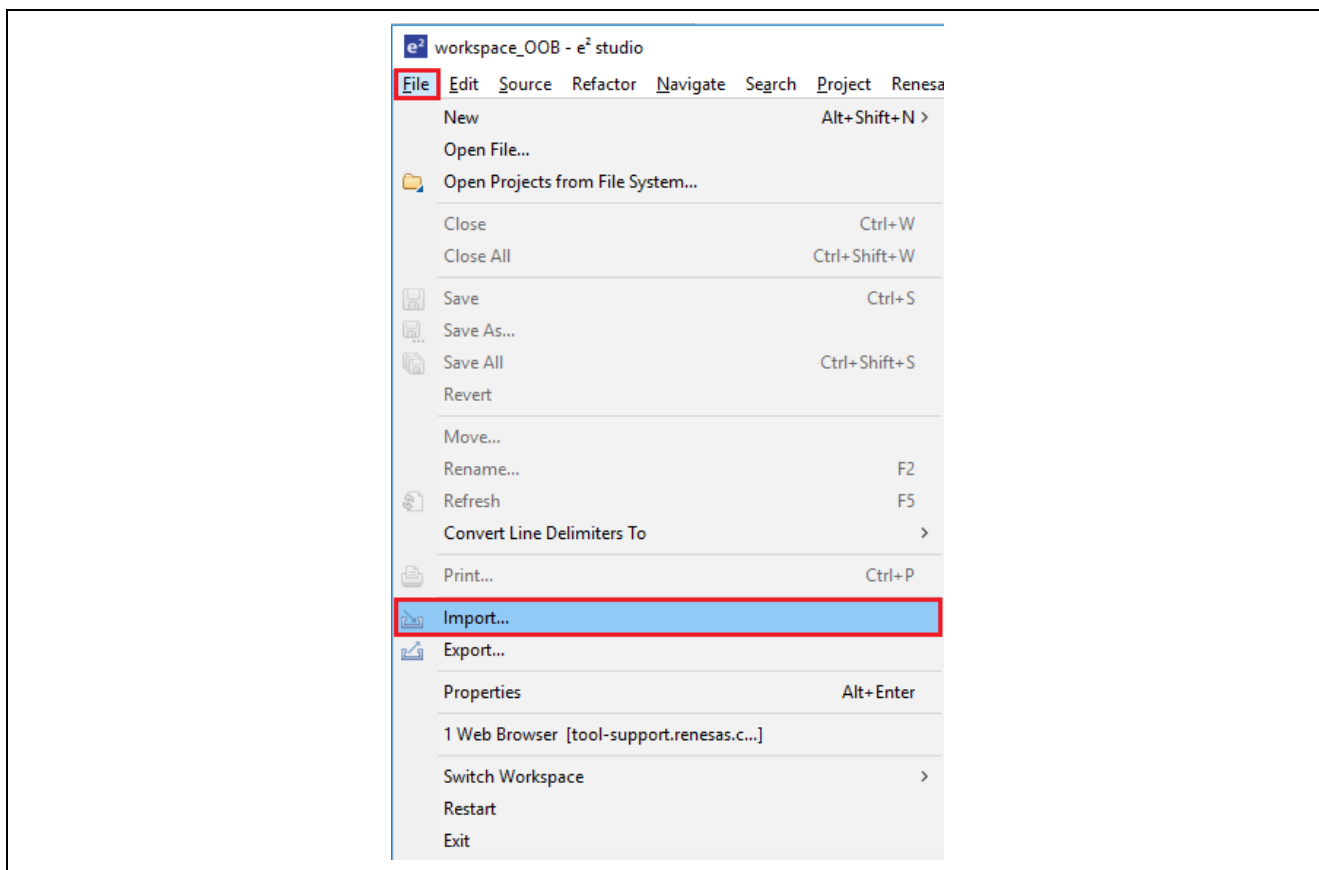 e² workspace_OOB - e² studio
File Edit Source Refactor Navigate Search Project Renesa
New Alt+Shift+N >
Open File...
Open Projects from File System...
Close Ctrl+W
Close All Ctrl+Shift+W
Save Ctrl+S
Save As...
Save All Ctrl+Shift+S
Revert
Move...
Rename... F2
Refresh F5
Convert Line Delimiters To >
Print... Ctrl+P
Import...
Export...
Properties Alt+Enter
1 Web Browser [tool-support.renesas.c...]
Switch Workspace >
Restart
Exit